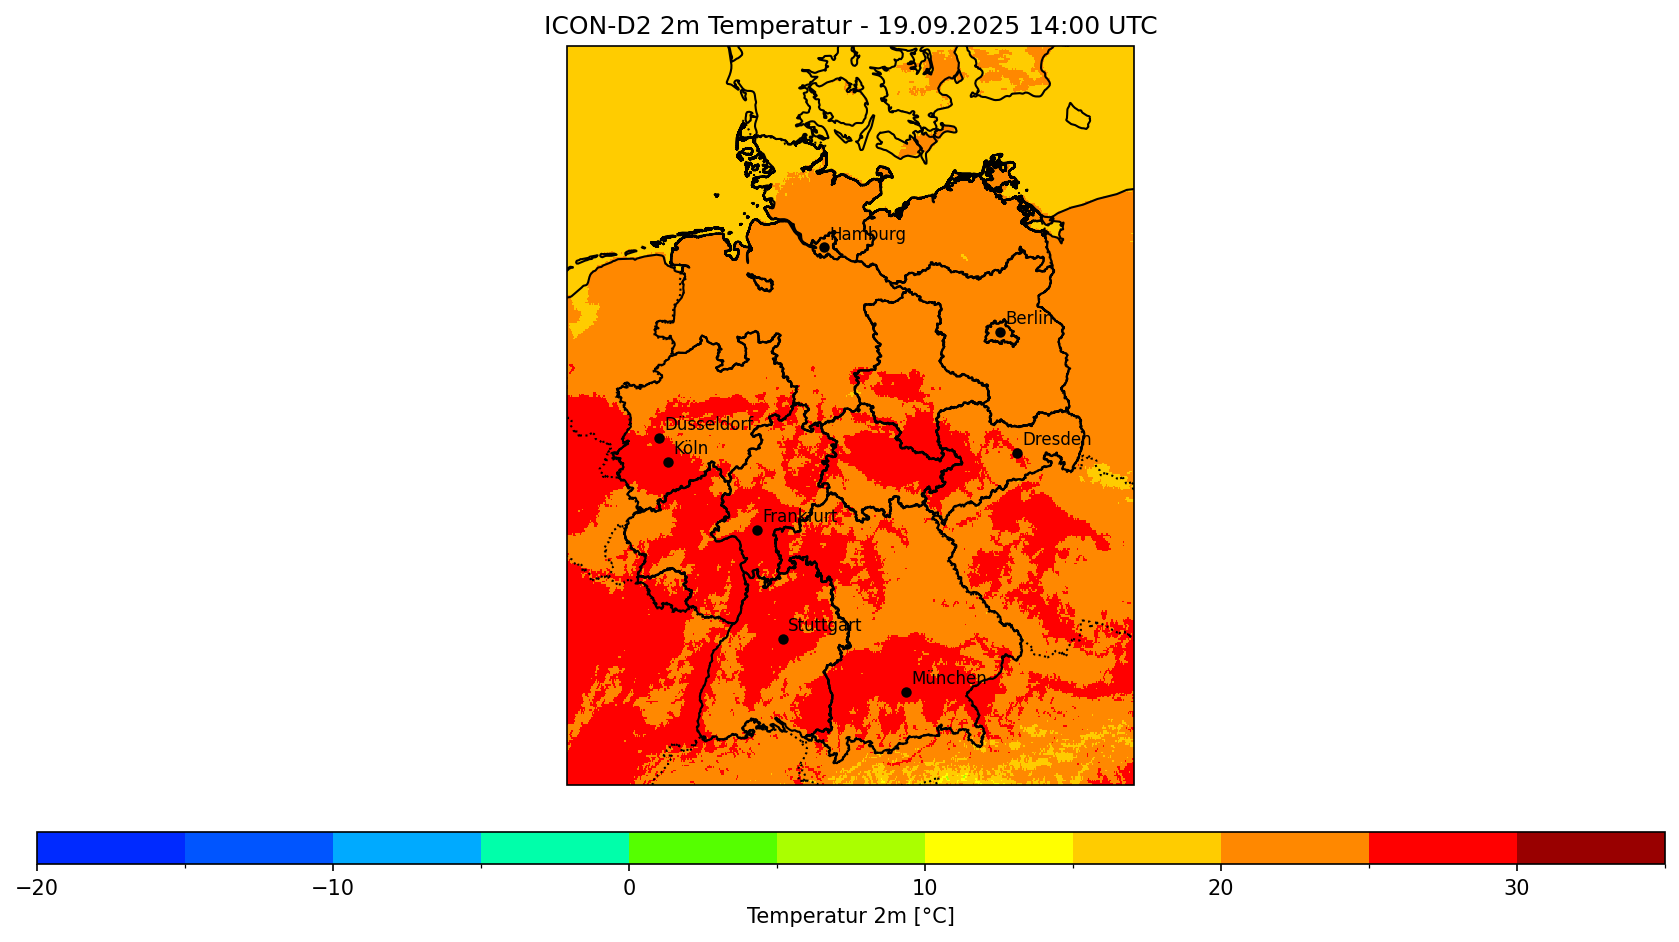 ICON-D2 2m Temperatur - 19.09.2025 14:00 UTC
Hamburg
Berlin
Düsseldorf
Dresden
Köln
Frankfurt
Stuttgart
München
−20 −10 0 10 20 30
Temperatur 2m [°C]